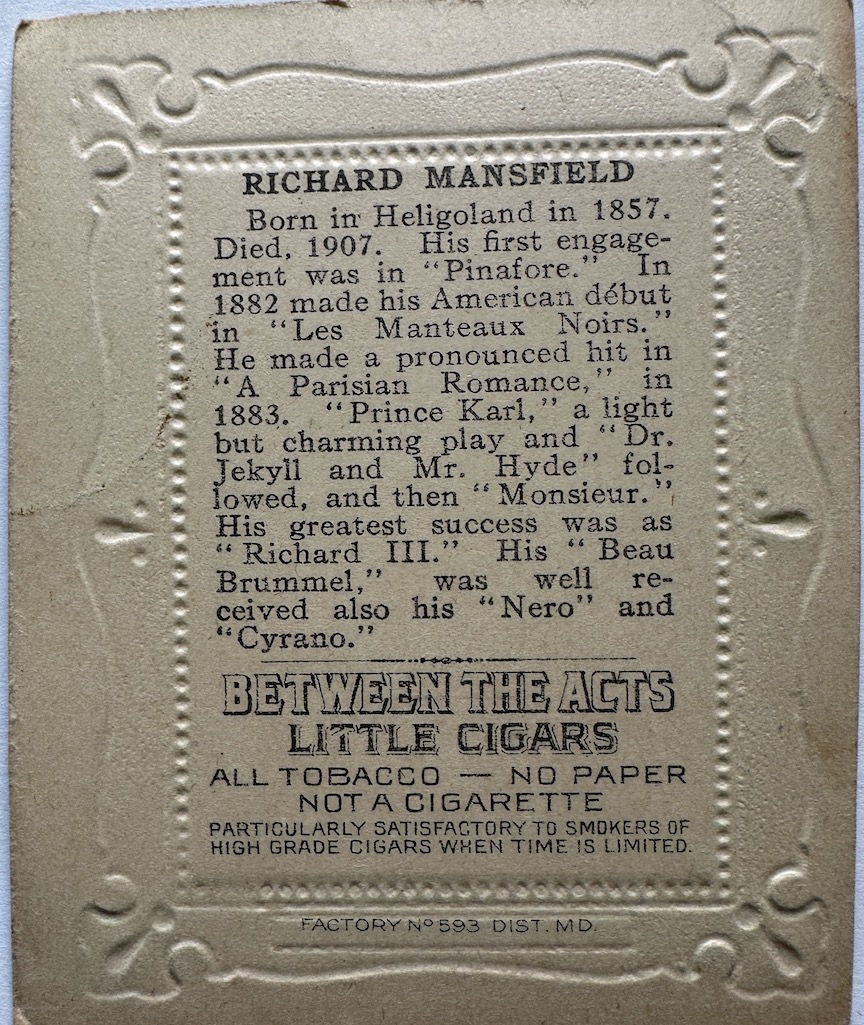 RICHARD MANSFIELD
Born in Heligoland in 1857.
Died, 1907. His first engage-
ment was in "Pinafore." In
1882 made his American début
in "Les Manteaux Noirs."
He made a pronounced hit in
"A Parisian Romance," in
1883. "Prince Karl," a light
but charming play and "Dr.
Jekyll and Mr. Hyde" fol-
lowed, and then "Monsieur."
His greatest success was as
"Richard III." His "Beau
Brummel," was well re-
ceived also his "Nero" and
"Cyrano."
BETWEEN THE ACTS
LITTLE CIGARS
ALL TOBACCO — NO PAPER
NOT A CIGARETTE
PARTICULARLY SATISFACTORY TO SMOKERS OF
HIGH GRADE CIGARS WHEN TIME IS LIMITED.
FACTORY Nº 593 DIST. MD.